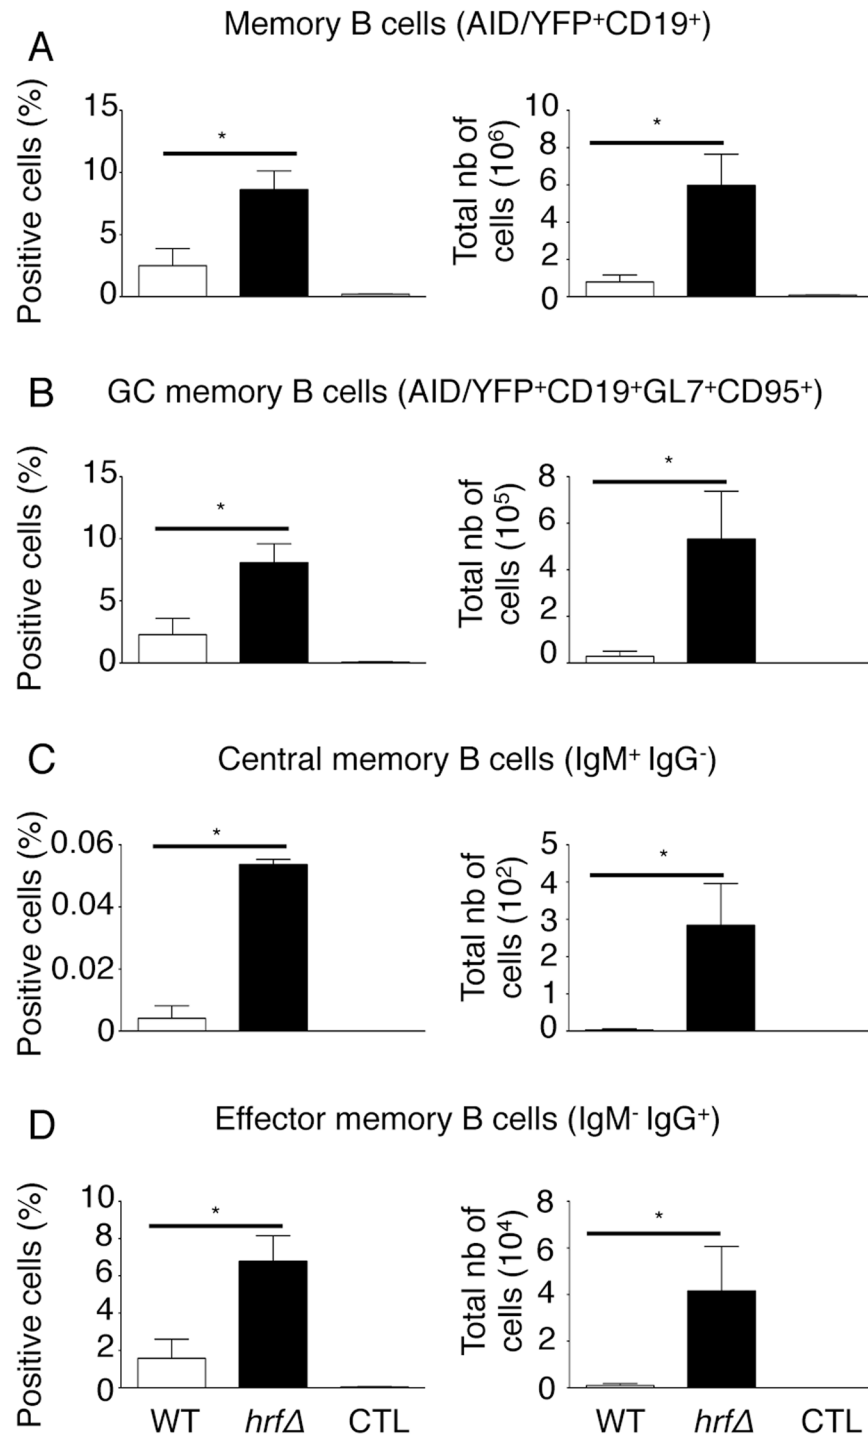 A
Memory B cells (AID/YFP⁺CD19⁺)
Positive cells (%)
15
10
5
0
*
Total nb of
cells (10⁶)
10
8
6
4
2
0
*
B
GC memory B cells (AID/YFP⁺CD19⁺GL7⁺CD95⁺)
Positive cells (%)
15
10
5
0
*
Total nb of
cells (10⁵)
8
6
4
2
0
*
C
Central memory B cells (IgM⁺ IgG⁻)
Positive cells (%)
0.06
0.04
0.02
0
*
Total nb of
cells (10²)
5
4
3
2
1
0
*
D
Effector memory B cells (IgM⁻ IgG⁺)
Positive cells (%)
10
8
6
4
2
0
*
WT hrfΔ CTL
Total nb of
cells (10⁴)
8
6
4
2
0
*
WT hrfΔ CTL